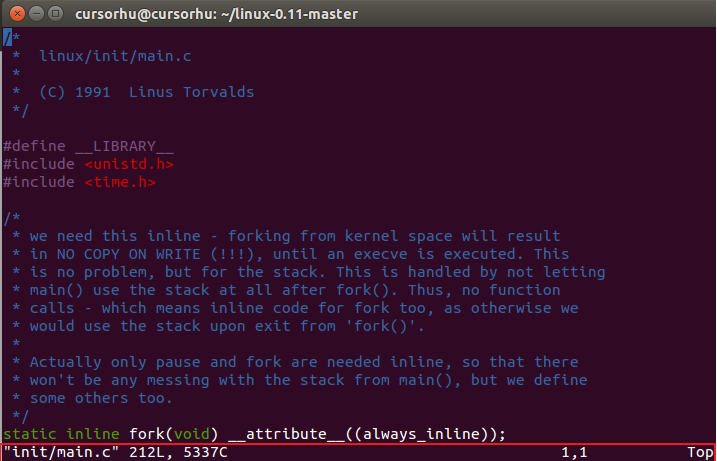 cursorhu@cursorhu: ~/linux-0.11-master
/*
 *  linux/init/main.c
 *
 *  (C) 1991  Linus Torvalds
 */
#define __LIBRARY__
#include <unistd.h>
#include <time.h>
/*
 * we need this inline - forking from kernel space will result
 * in NO COPY ON WRITE (!!!), until an execve is executed. This
 * is no problem, but for the stack. This is handled by not letting
 * main() use the stack at all after fork(). Thus, no function
 * calls - which means inline code for fork too, as otherwise we
 * would use the stack upon exit from 'fork()'.
 *
 * Actually only pause and fork are needed inline, so that there
 * won't be any messing with the stack from main(), but we define
 * some others too.
 */
static inline fork(void) __attribute__((always_inline));
"init/main.c" 212L, 5337C 1,1 Top